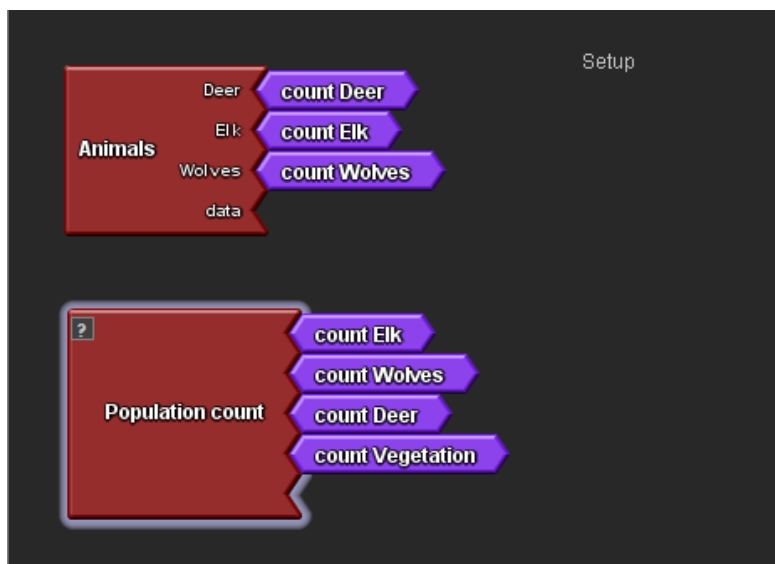 Setup
Deer count Deer
Elk count Elk
Animals
Wolves count Wolves
data
?
count Elk
count Wolves
Population count count Deer
count Vegetation